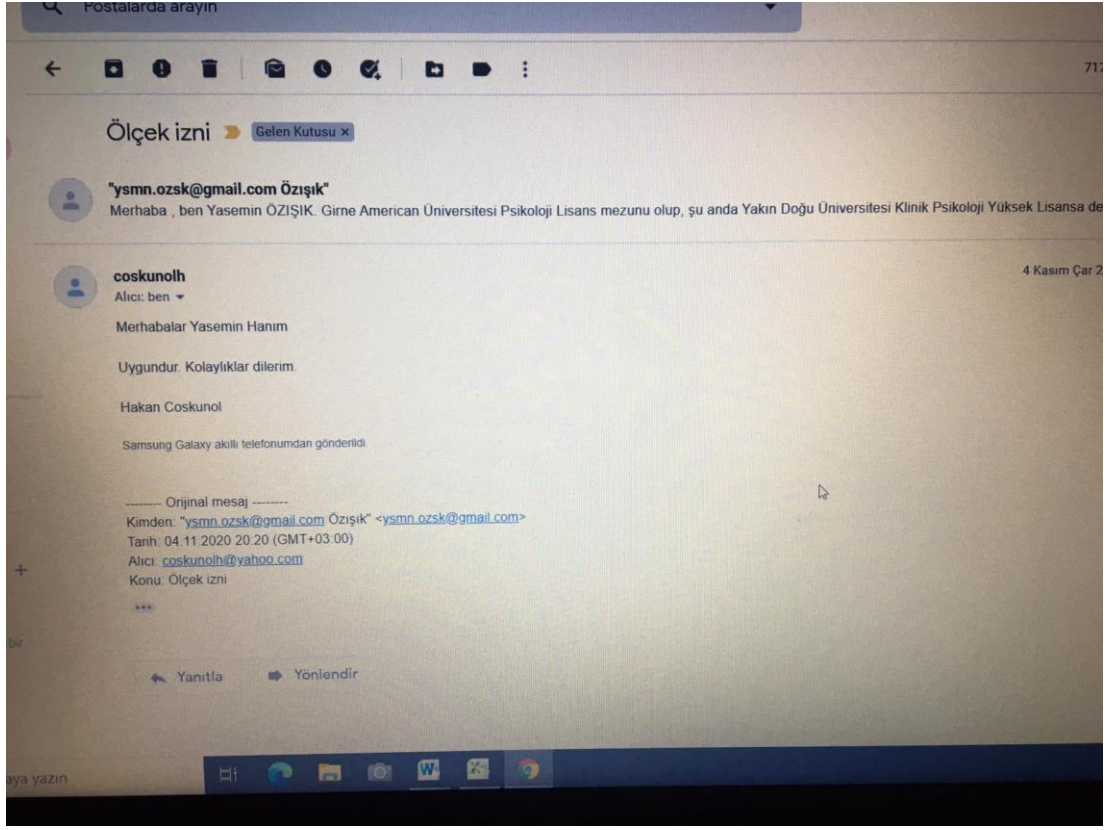 Postalarda arayın
717
Ölçek izni
Gelen Kutusu ×
"ysmn.ozsk@gmail.com Özışık"
Merhaba , ben Yasemin ÖZIŞIK. Girne American Üniversitesi Psikoloji Lisans mezunu olup, şu anda Yakın Doğu Üniversitesi Klinik Psikoloji Yüksek Lisansa de
coskunolh
4 Kasım Çar 2
Alıcı: ben
Merhabalar Yasemin Hanım
Uygundur. Kolaylıklar dilerim.
Hakan Coskunol
Samsung Galaxy akıllı telefonumdan gönderildi.
-------- Orijinal mesaj --------
Kimden: "ysmn.ozsk@gmail.com Özışık" <ysmn.ozsk@gmail.com>
Tarih: 04.11.2020 20:20 (GMT+03:00)
Alıcı: coskunolh@yahoo.com
Konu: Ölçek izni
bir
Yanıtla
Yönlendir
aya yazın